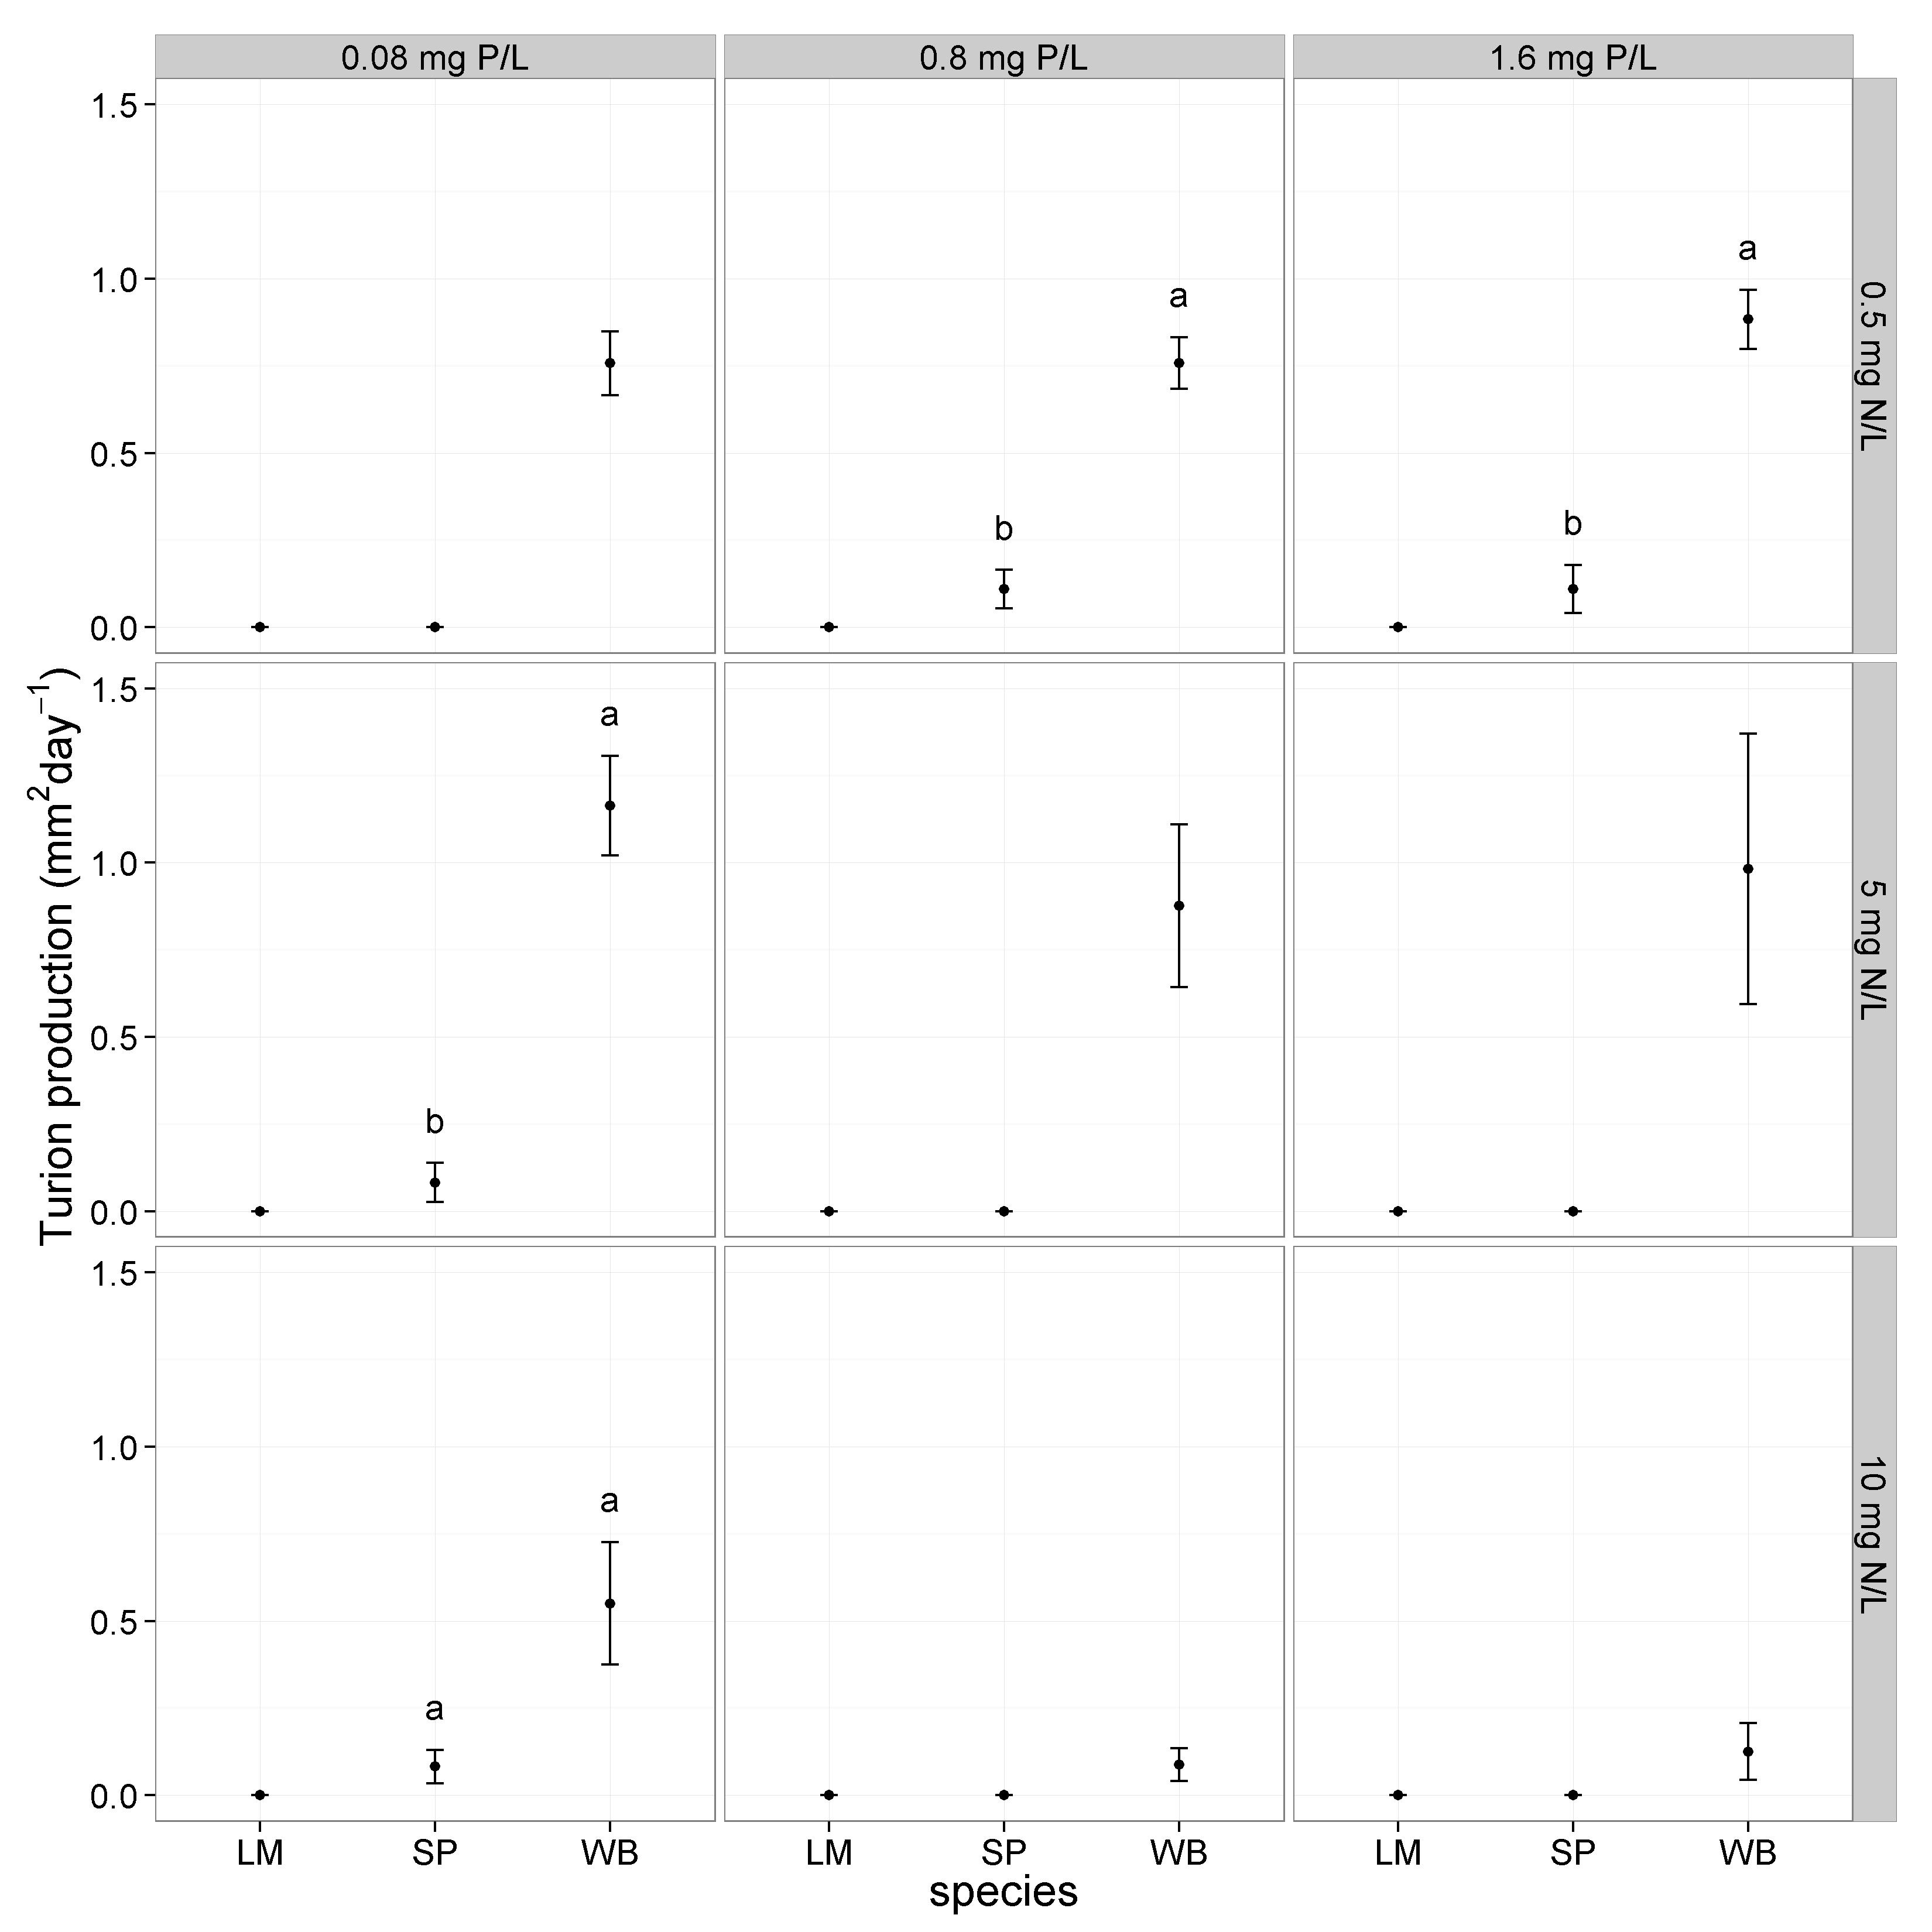 0.08 mg P/L 0.8 mg P/L 1.6 mg P/L
1.5
1.0
0.5
0.0
a
a
b
b
0.5 mg N/L
1.5
1.0
0.5
0.0
a
b
5 mg N/L
1.5
1.0
0.5
0.0
a
a
10 mg N/L
LM SP WB LM SP WB LM SP WB
species
Turion production (mm²day⁻¹)